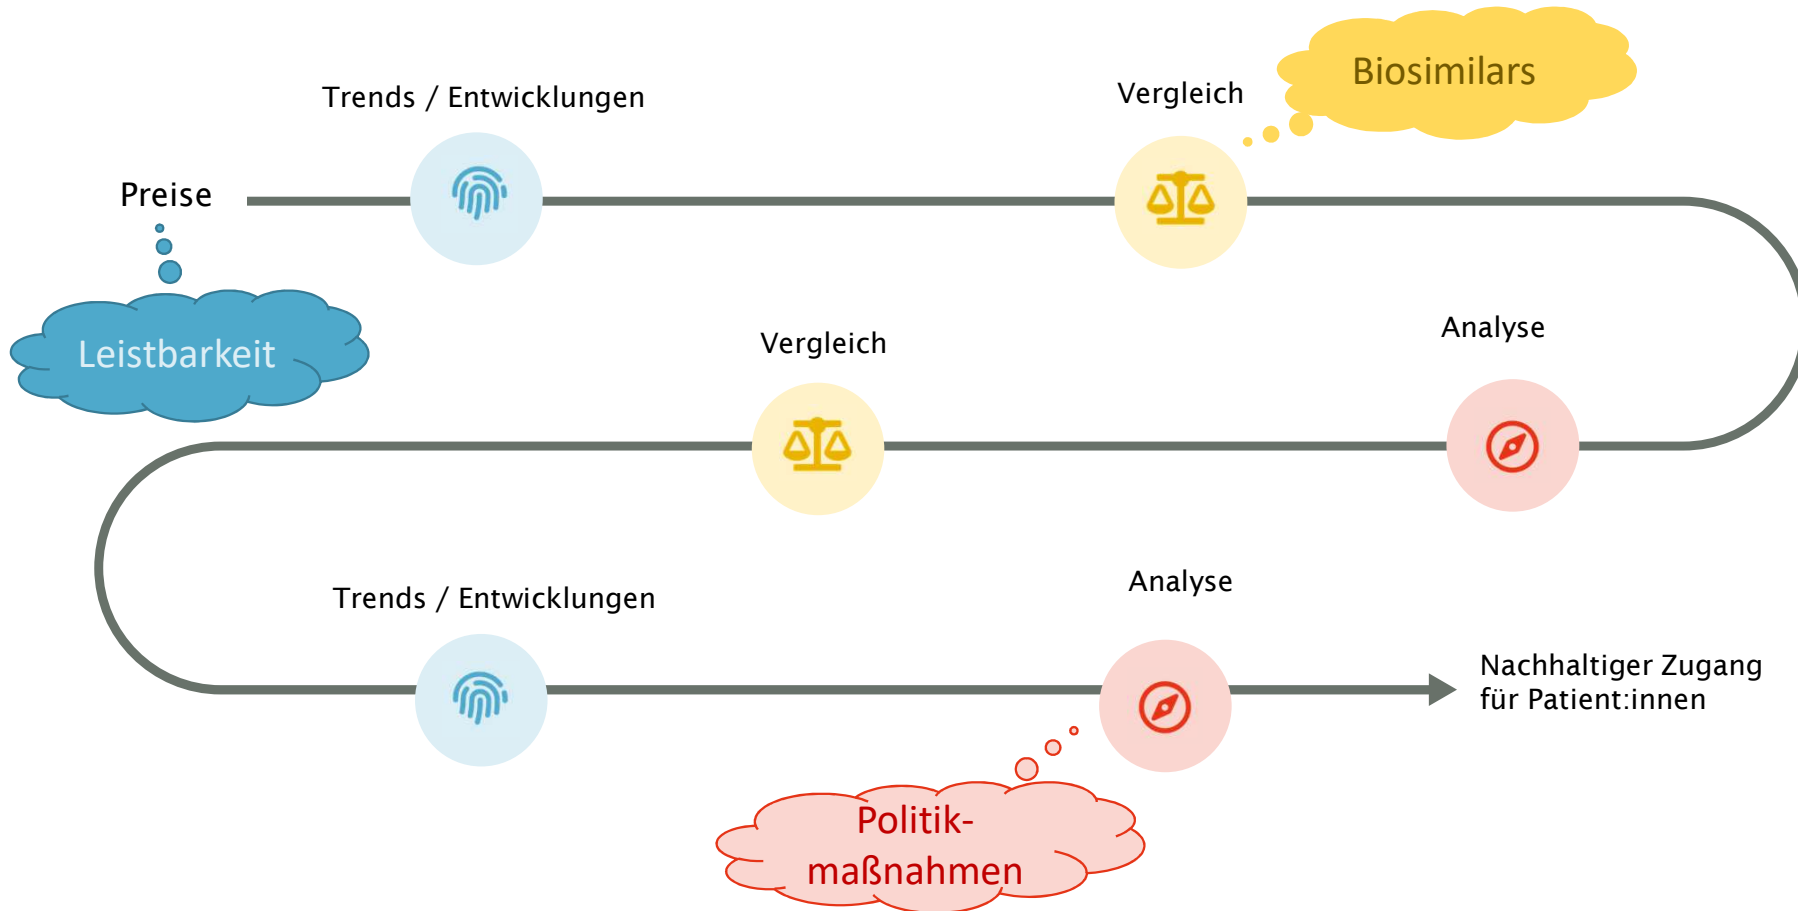 Biosimilars
Trends / Entwicklungen
Vergleich
Preise
Leistbarkeit
Vergleich
Analyse
Trends / Entwicklungen
Analyse
Nachhaltiger Zugang
für Patient:innen
Politik-
maßnahmen